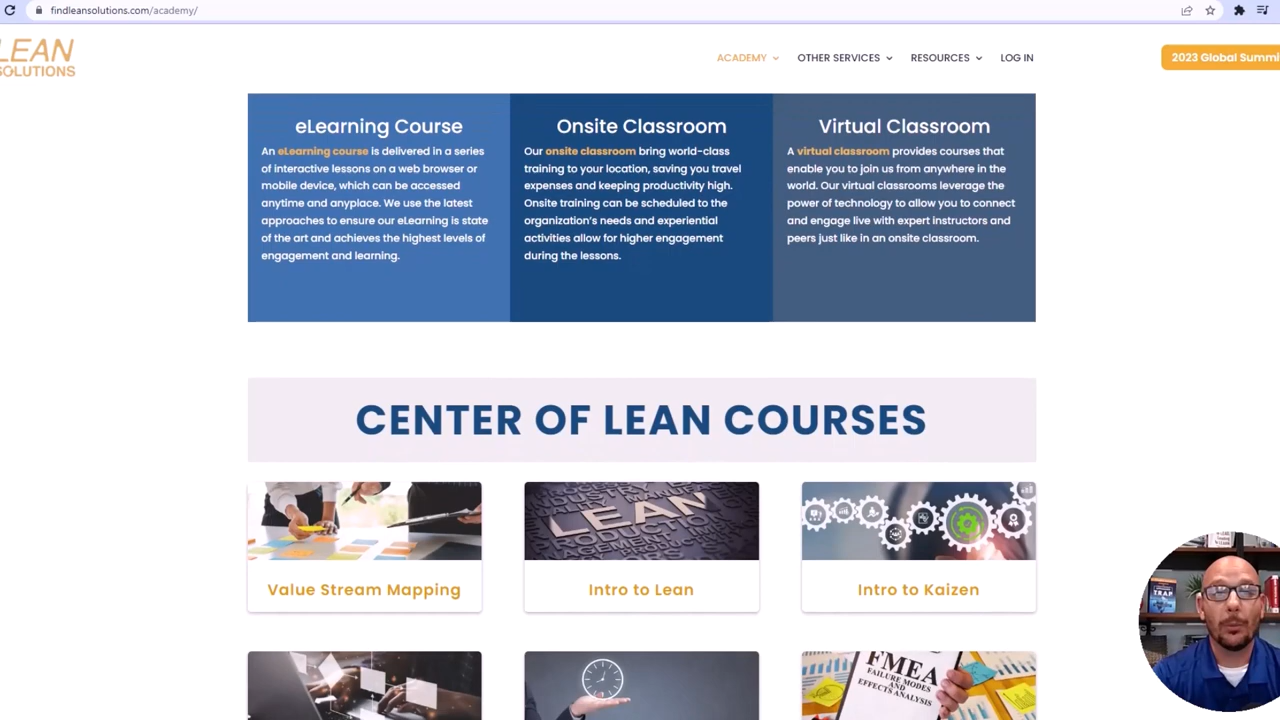 findleansolutions.com/academy/
LEAN
SOLUTIONS
ACADEMY
OTHER SERVICES
RESOURCES
LOG IN
2023 Global Summi
eLearning Course
An eLearning course is delivered in a series
of interactive lessons on a web browser or
mobile device, which can be accessed
anytime and anyplace. We use the latest
approaches to ensure our eLearning is state
of the art and achieves the highest levels of
engagement and learning.
Onsite Classroom
Our onsite classroom bring world-class
training to your location, saving you travel
expenses and keeping productivity high.
Onsite training can be scheduled to the
organization's needs and experiential
activities allow for higher engagement
during the lessons.
Virtual Classroom
A virtual classroom provides courses that
enable you to join us from anywhere in the
world. Our virtual classrooms leverage the
power of technology to allow you to connect
and engage live with expert instructors and
peers just like in an onsite classroom.
CENTER OF LEAN COURSES
LEAN
Value Stream Mapping
Intro to Lean
Intro to Kaizen
FMEA
FAILURE MODES
AND
EFFECTS ANALYSIS
TRAP